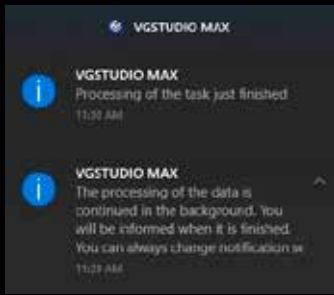 VGSTUDIO MAX
VGSTUDIO MAX
Processing of the task just finished
11:30 AM
VGSTUDIO MAX
The processing of the data is
continued in the background. You
will be informed when it is finished.
You can always change notification se
AM